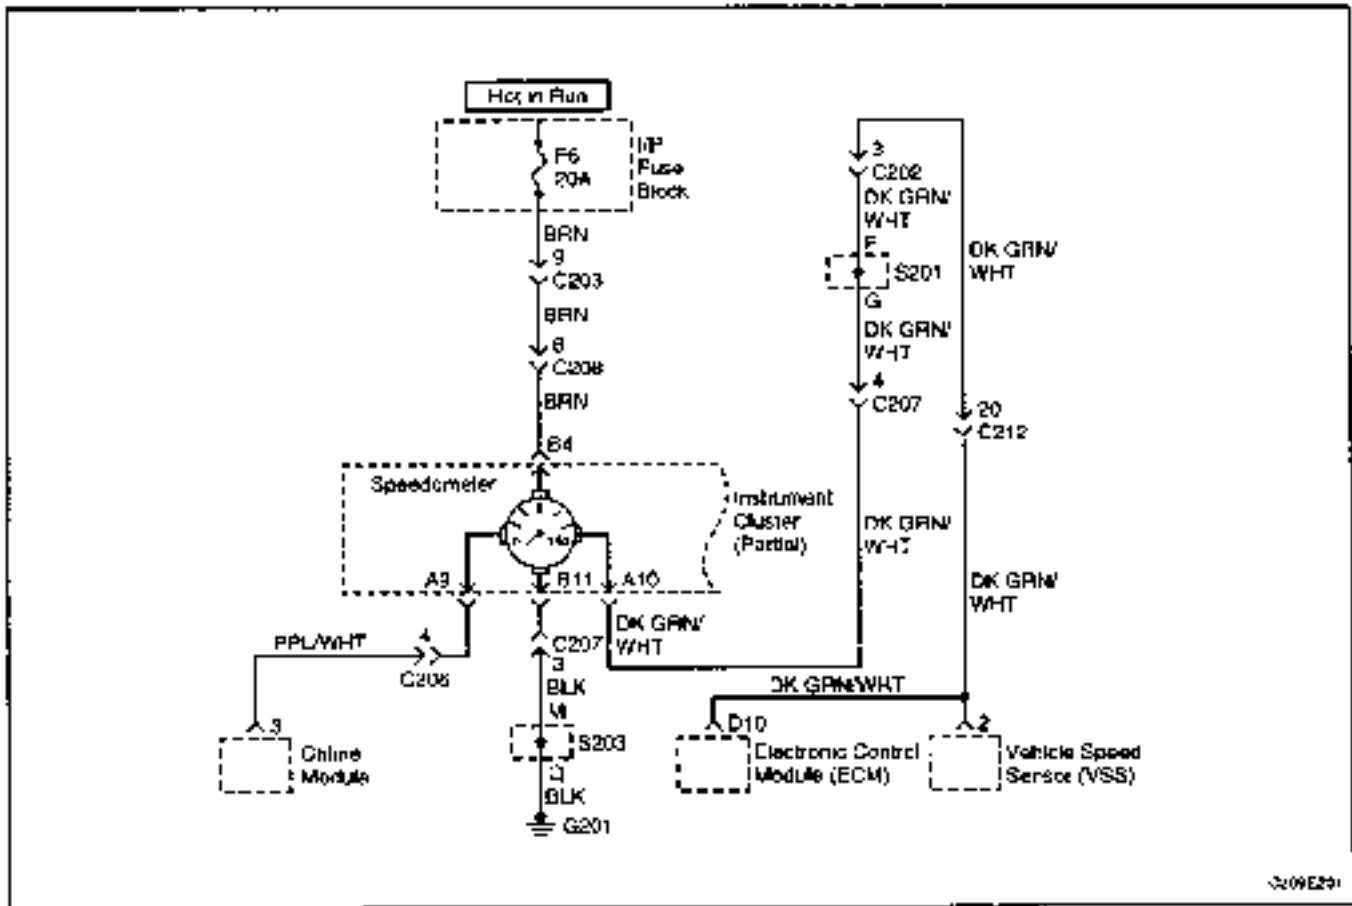 Hot in Run
F6
20A
I/P
Fuse
Block
BRN
9
C203
BRN
C208
BRN
B4
Speedometer
Instrument
Cluster
(Partial)
A9
B11
A10
PPL/WHT
4
C206
3
Chime
Module
C207
3
BLK
M
S203
BLK
G201
DK GRN/
WHT
3
C202
DK GRN/
WHT
F
S201
G
DK GRN/
WHT
4
C207
DK GRN/
WHT
DK GRN/
WHT
20
C212
DK GRN/
WHT
DK GRN/WHT
D10
Electronic Control
Module (ECM)
2
Vehicle Speed
Sensor (VSS)